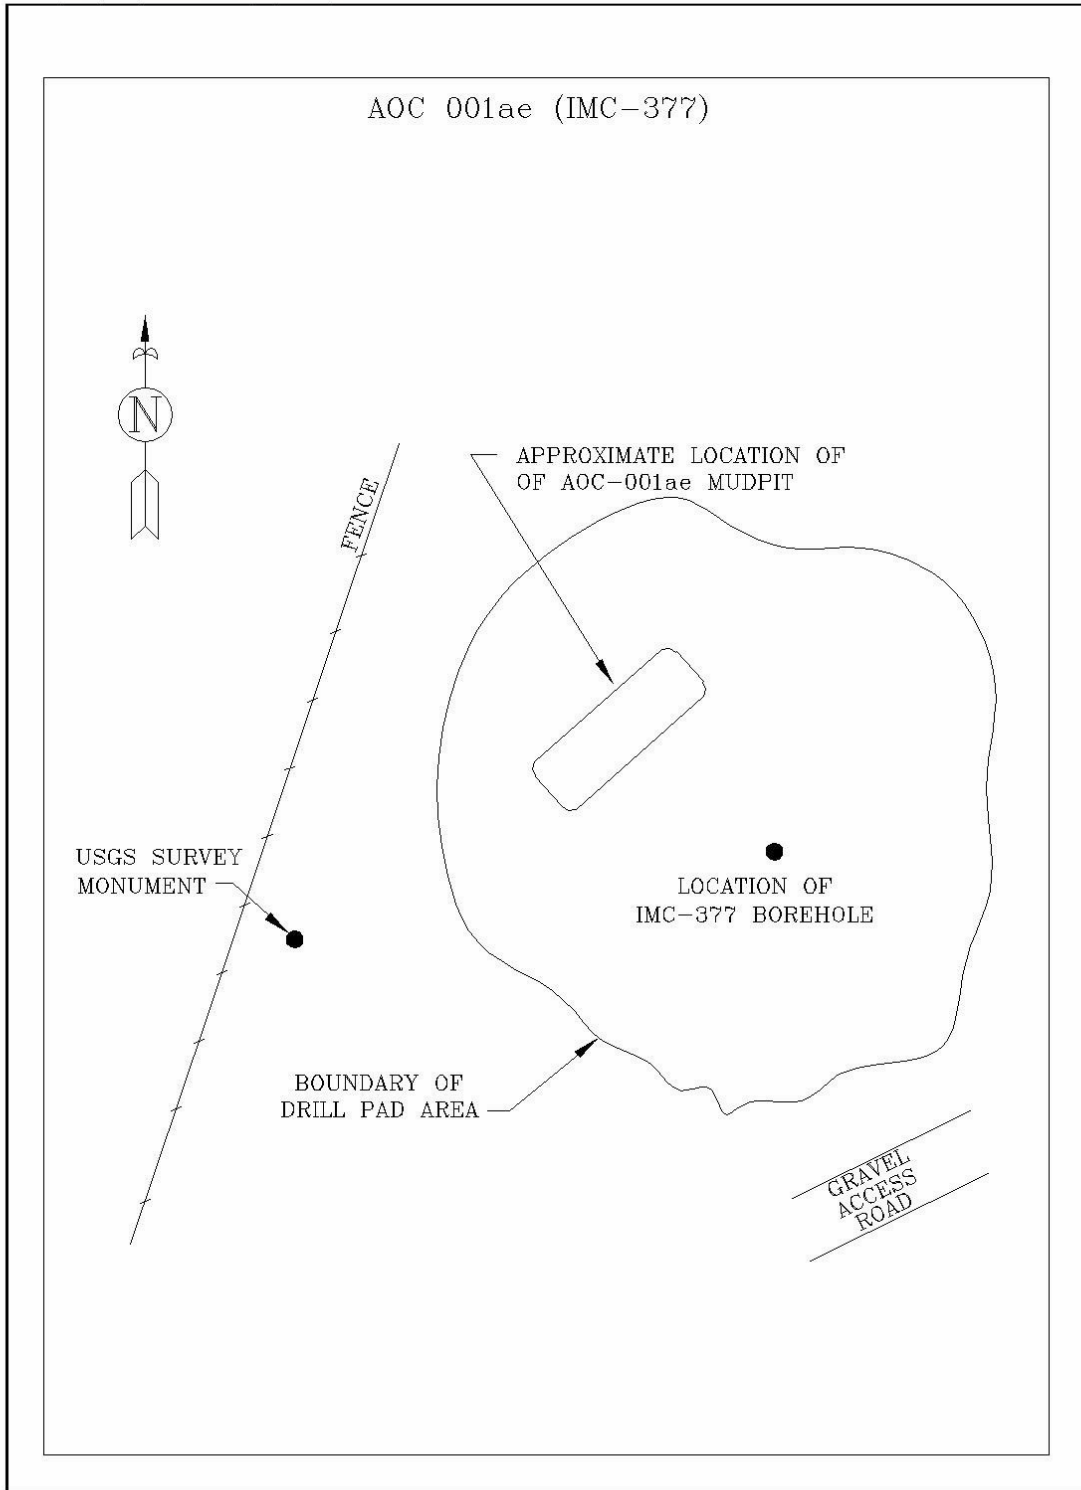 AOC 001ae (IMC-377)
N
FENCE
APPROXIMATE LOCATION OF
OF AOC-001ae MUDPIT
USGS SURVEY
MONUMENT
LOCATION OF
IMC-377 BOREHOLE
BOUNDARY OF
DRILL PAD AREA
GRAVEL
ACCESS
ROAD